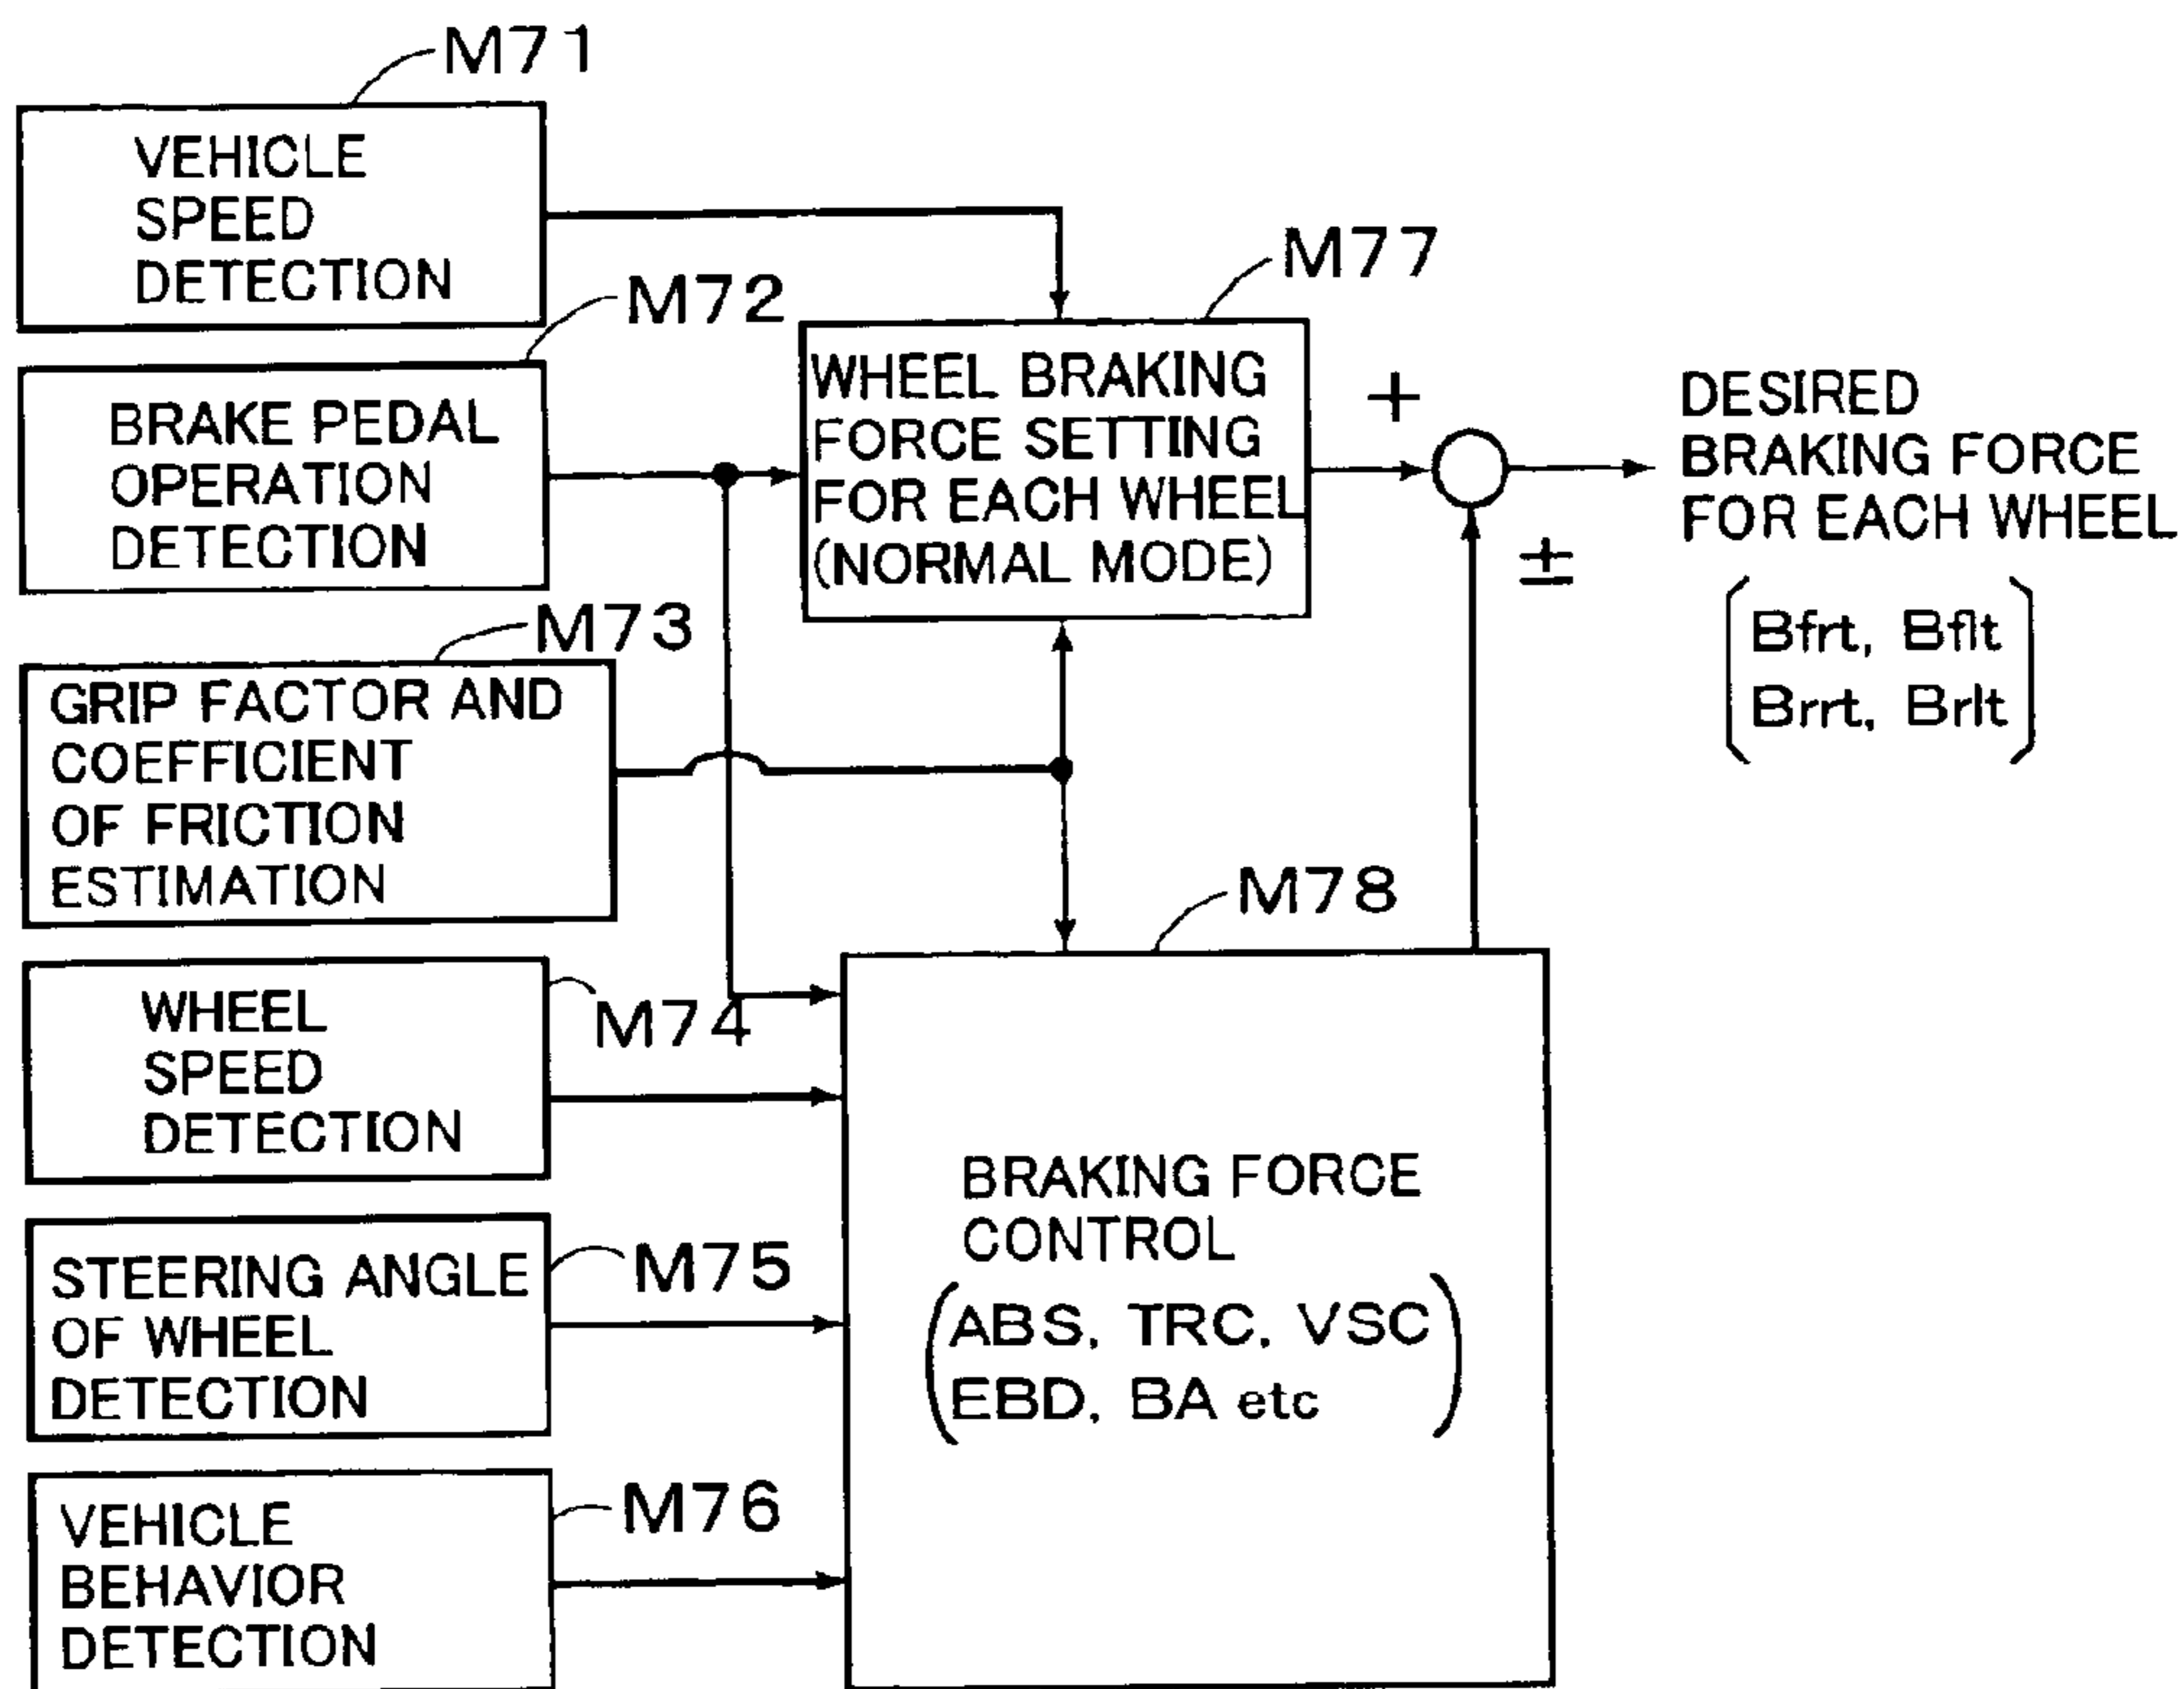 M71
VEHICLE
SPEED
DETECTION
M72
BRAKE PEDAL
OPERATION
DETECTION
M73
GRIP FACTOR AND
COEFFICIENT
OF FRICTION
ESTIMATION
M74
WHEEL
SPEED
DETECTION
M75
STEERING ANGLE
OF WHEEL
DETECTION
M76
VEHICLE
BEHAVIOR
DETECTION
M77
WHEEL BRAKING
FORCE SETTING
FOR EACH WHEEL
(NORMAL MODE)
M78
BRAKING FORCE
CONTROL
(ABS, TRC, VSC
EBD, BA etc)
+
±
DESIRED
BRAKING FORCE
FOR EACH WHEEL
(Bfrt, Bflt
Brrt, Brlt)